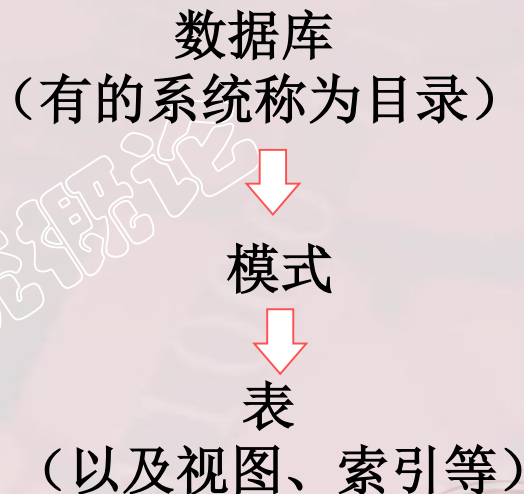 数据库
（有的系统称为目录）
模式
表
（以及视图、索引等）